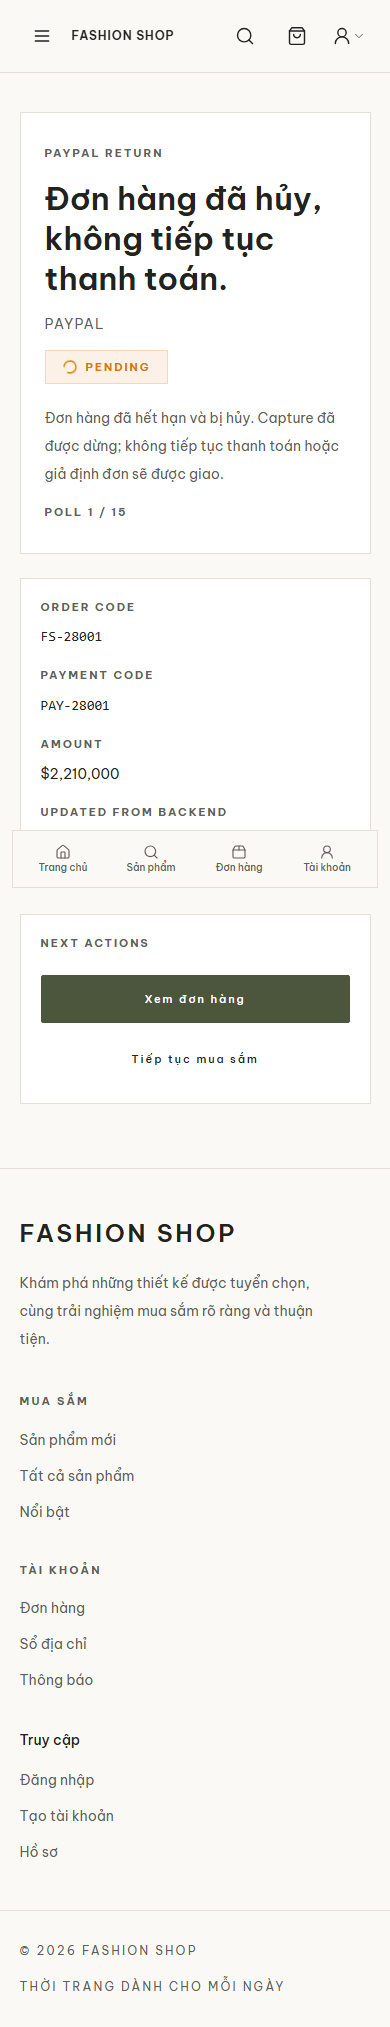 FASHION SHOP
PAYPAL RETURN
Đơn hàng đã hủy,
không tiếp tục
thanh toán.
PAYPAL
PENDING
Đơn hàng đã hết hạn và bị hủy. Capture đã
được dừng; không tiếp tục thanh toán hoặc
giả định đơn sẽ được giao.
POLL 1 / 15
ORDER CODE
FS-28001
PAYMENT CODE
PAY-28001
AMOUNT
$2,210,000
UPDATED FROM BACKEND
Trang chủ Sản phẩm Đơn hàng Tài khoản
NEXT ACTIONS
Xem đơn hàng
Tiếp tục mua sắm
FASHION SHOP
Khám phá những thiết kế được tuyển chọn,
cùng trải nghiệm mua sắm rõ ràng và thuận
tiện.
MUA SẮM
Sản phẩm mới
Tất cả sản phẩm
Nổi bật
TÀI KHOẢN
Đơn hàng
Sổ địa chỉ
Thông báo
Truy cập
Đăng nhập
Tạo tài khoản
Hồ sơ
© 2026 FASHION SHOP
THỜI TRANG DÀNH CHO MỖI NGÀY